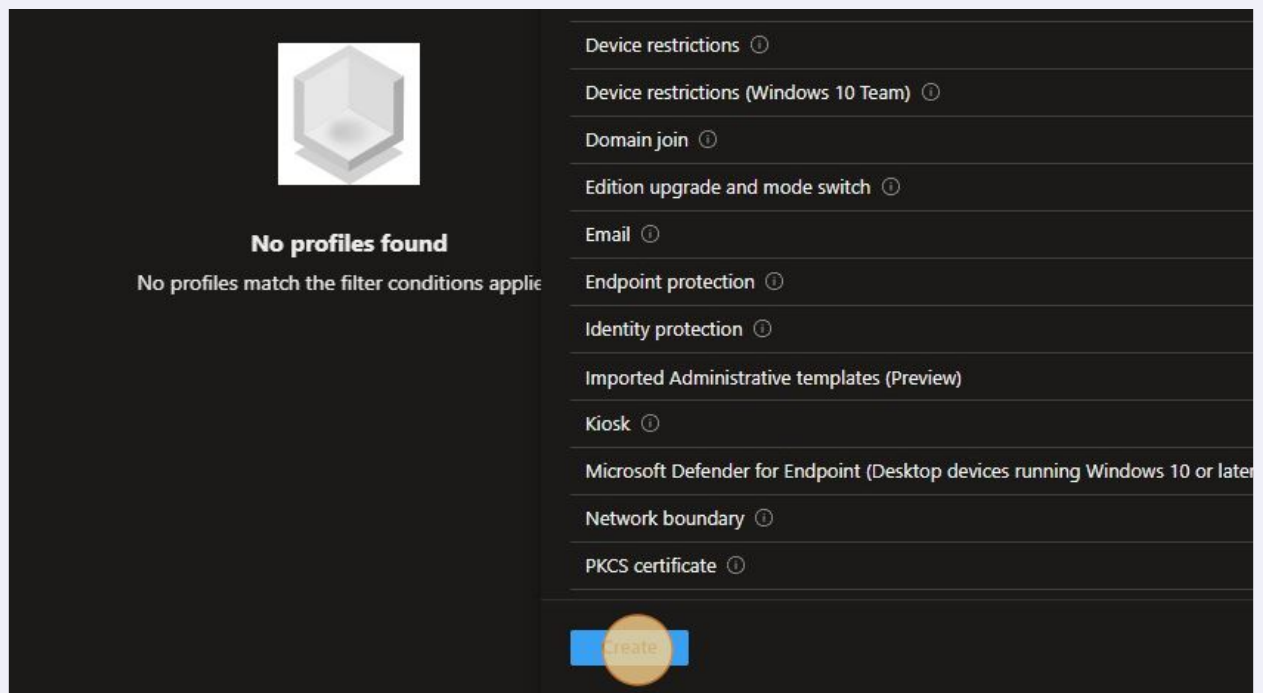 No profiles found
No profiles match the filter conditions applie
Device restrictions
Device restrictions (Windows 10 Team)
Domain join
Edition upgrade and mode switch
Email
Endpoint protection
Identity protection
Imported Administrative templates (Preview)
Kiosk
Microsoft Defender for Endpoint (Desktop devices running Windows 10 or later
Network boundary
PKCS certificate
Create